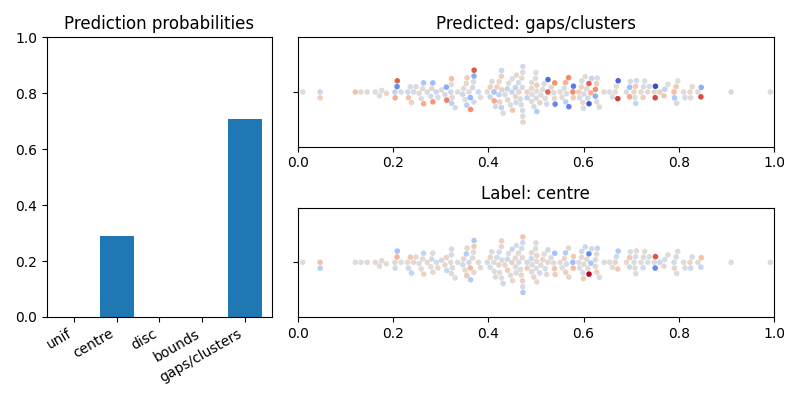 Prediction probabilities
1.0
0.8
0.6
0.4
0.2
0.0
unif
centre
disc
bounds
gaps/clusters
Predicted: gaps/clusters
0.0 0.2 0.4 0.6 0.8 1.0
Label: centre
0.0 0.2 0.4 0.6 0.8 1.0